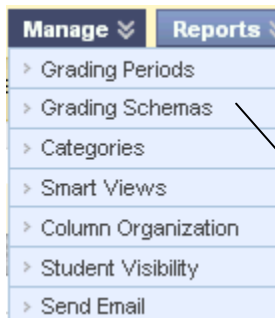 Manage Reports
Grading Periods
Grading Schemas
Categories
Smart Views
Column Organization
Student Visibility
Send Email